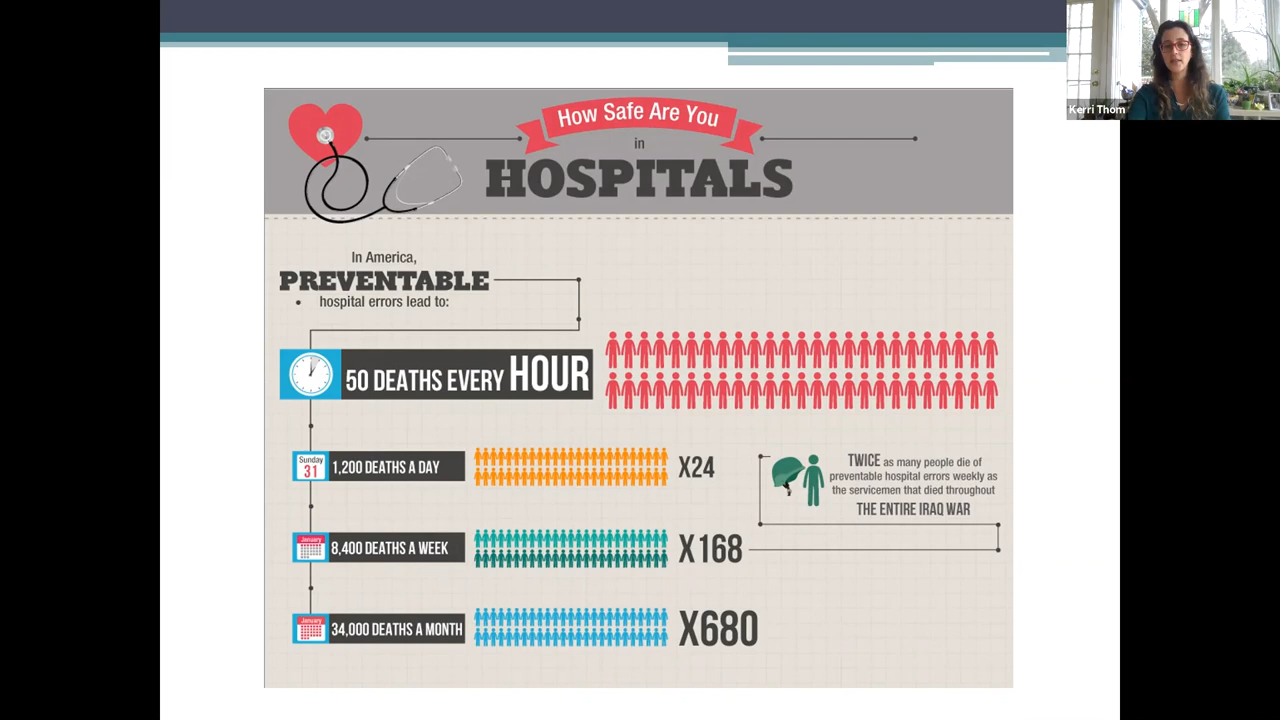 Kerri Thom
How Safe Are You
in
HOSPITALS
In America,
PREVENTABLE
• hospital errors lead to:
50 DEATHS EVERY HOUR
Sunday
31
1,200 DEATHS A DAY
X24
TWICE as many people die of
preventable hospital errors weekly as
the servicemen that died throughout
THE ENTIRE IRAQ WAR
January
8,400 DEATHS A WEEK
X168
January
34,000 DEATHS A MONTH
X680